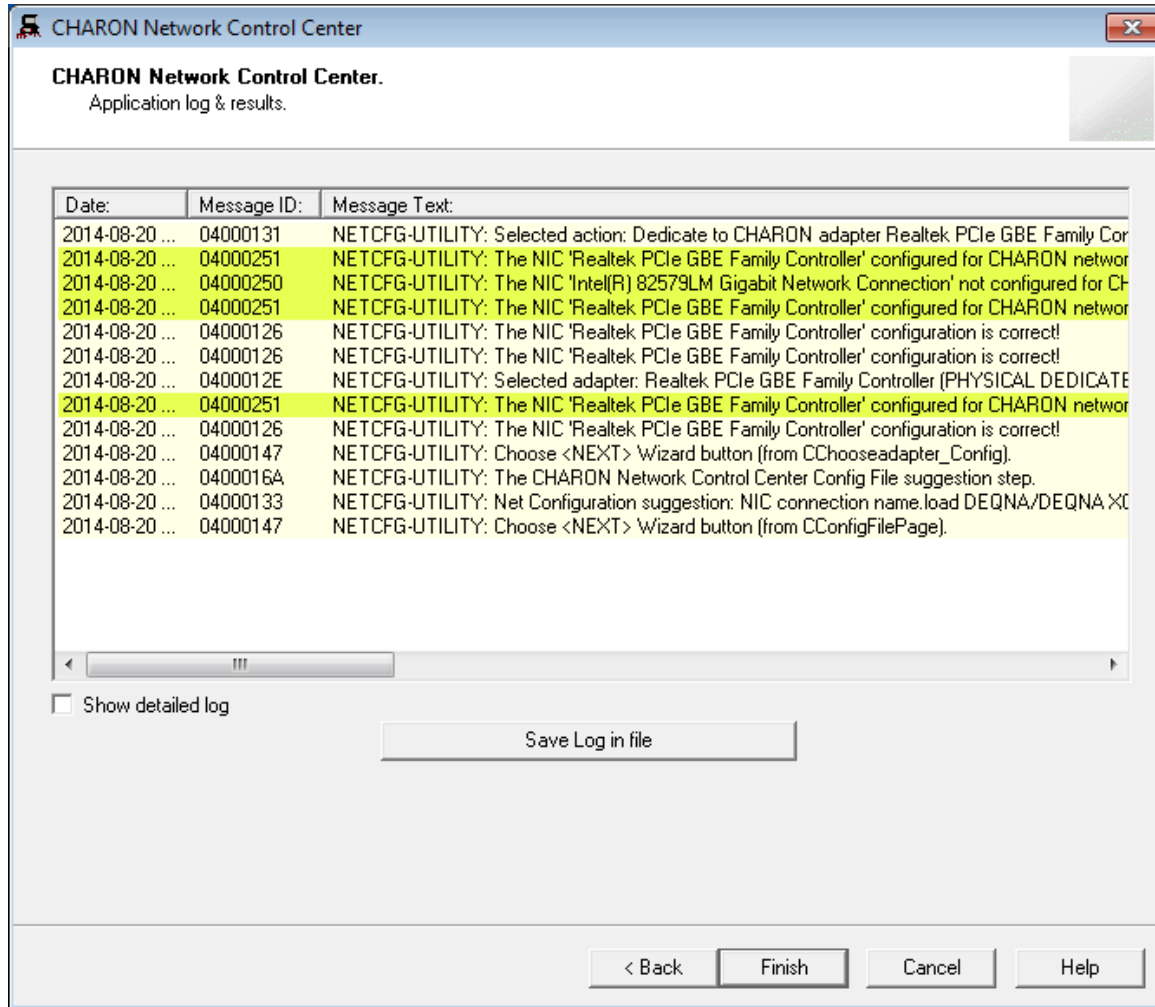 CHARON Network Control Center
CHARON Network Control Center.
Application log & results.
Date: Message ID: Message Text:
2014-08-20 ... 04000131 NETCFG-UTILITY: Selected action: Dedicate to CHARON adapter Realtek PCIe GBE Family Cor
2014-08-20 ... 04000251 NETCFG-UTILITY: The NIC 'Realtek PCIe GBE Family Controller' configured for CHARON networ
2014-08-20 ... 04000250 NETCFG-UTILITY: The NIC 'Intel(R) 82579LM Gigabit Network Connection' not configured for CH
2014-08-20 ... 04000251 NETCFG-UTILITY: The NIC 'Realtek PCIe GBE Family Controller' configured for CHARON networ
2014-08-20 ... 04000126 NETCFG-UTILITY: The NIC 'Realtek PCIe GBE Family Controller' configuration is correct!
2014-08-20 ... 04000126 NETCFG-UTILITY: The NIC 'Realtek PCIe GBE Family Controller' configuration is correct!
2014-08-20 ... 0400012E NETCFG-UTILITY: Selected adapter: Realtek PCIe GBE Family Controller (PHYSICAL DEDICATE
2014-08-20 ... 04000251 NETCFG-UTILITY: The NIC 'Realtek PCIe GBE Family Controller' configured for CHARON networ
2014-08-20 ... 04000126 NETCFG-UTILITY: The NIC 'Realtek PCIe GBE Family Controller' configuration is correct!
2014-08-20 ... 04000147 NETCFG-UTILITY: Choose <NEXT> Wizard button (from CChooseadapter_Config).
2014-08-20 ... 0400016A NETCFG-UTILITY: The CHARON Network Control Center Config File suggestion step.
2014-08-20 ... 04000133 NETCFG-UTILITY: Net Configuration suggestion: NIC connection name.load DEQNA/DEQNA XQ
2014-08-20 ... 04000147 NETCFG-UTILITY: Choose <NEXT> Wizard button (from CConfigFilePage).
Show detailed log
Save Log in file
< Back Finish Cancel Help